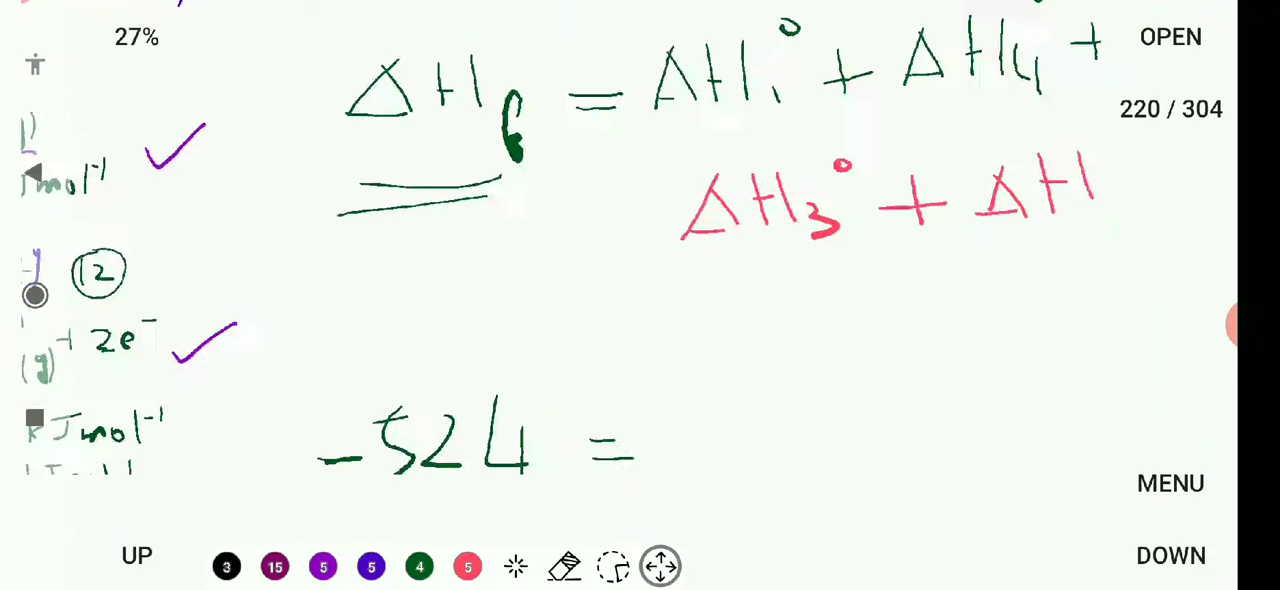 27%
OPEN
ΔH6 = ΔH1° + ΔH4 +
220 / 304
ΔH3° + ΔH
mol⁻¹
12
(g) + 2e⁻
kJmol⁻¹
-524 =
MENU
UP
3 15 5 5 4 5
DOWN